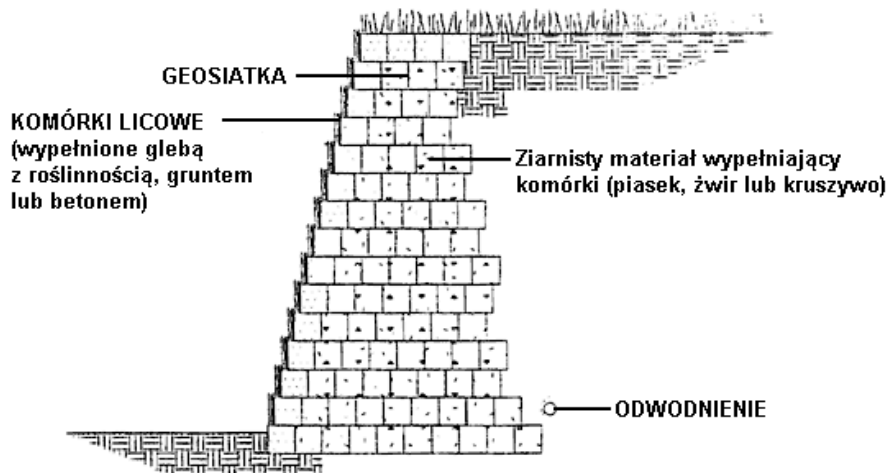 GEOSIATKA
KOMÓRKI LICOWE
(wypełnione glebą
z roślinnością, gruntem
lub betonem)
Ziarnisty materiał wypełniający
komórki (piasek, żwir lub kruszywo)
ODWODNIENIE